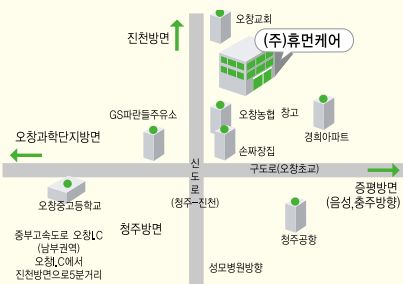 오창교회
진천방면
(주)휴먼케어
GS파란들주유소
오창농협
창고
경희아파트
오창과학단지방면
손짜장집
신도로
(청주-진천)
구도로(오창초교)
증평방면
(음성,충주방향)
오창중고등학교
청주방면
청주공항
중부고속도로 오창I.C
(남부권역)
오창I.C에서
진천방면으로5분거리
성모병원방향